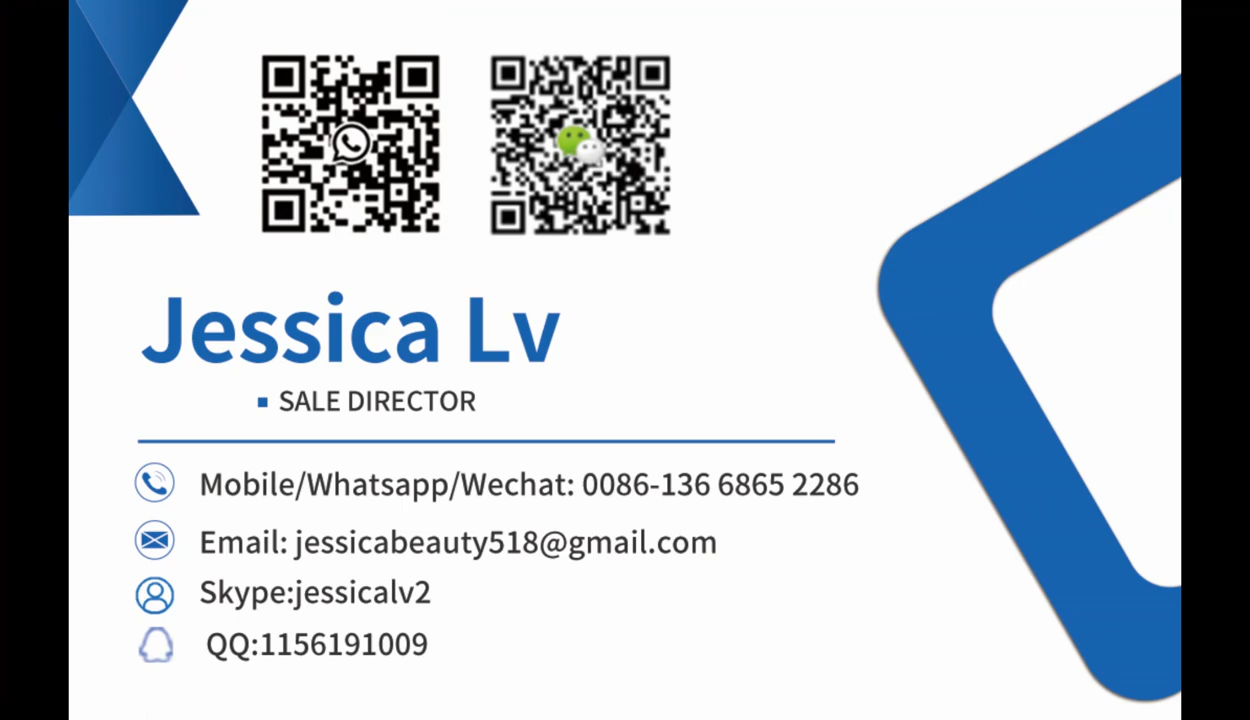 Jessica Lv
SALE DIRECTOR
Mobile/Whatsapp/Wechat: 0086-136 6865 2286
Email: jessicabeauty518@gmail.com
Skype:jessicalv2
QQ:1156191009